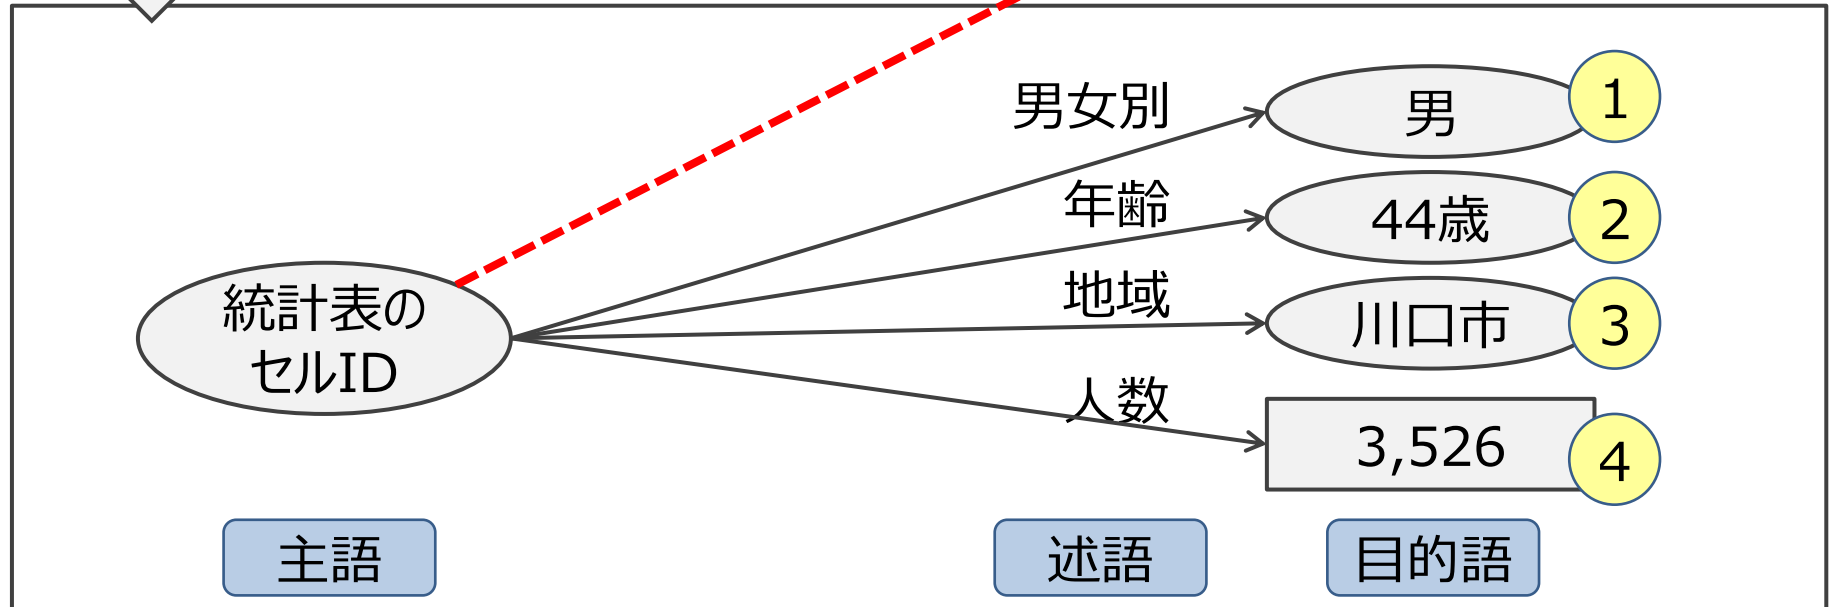 男女別
男
1
年齢
44歳
2
地域
川口市
3
統計表の
セルID
人数
3,526
4
主語
述語
目的語